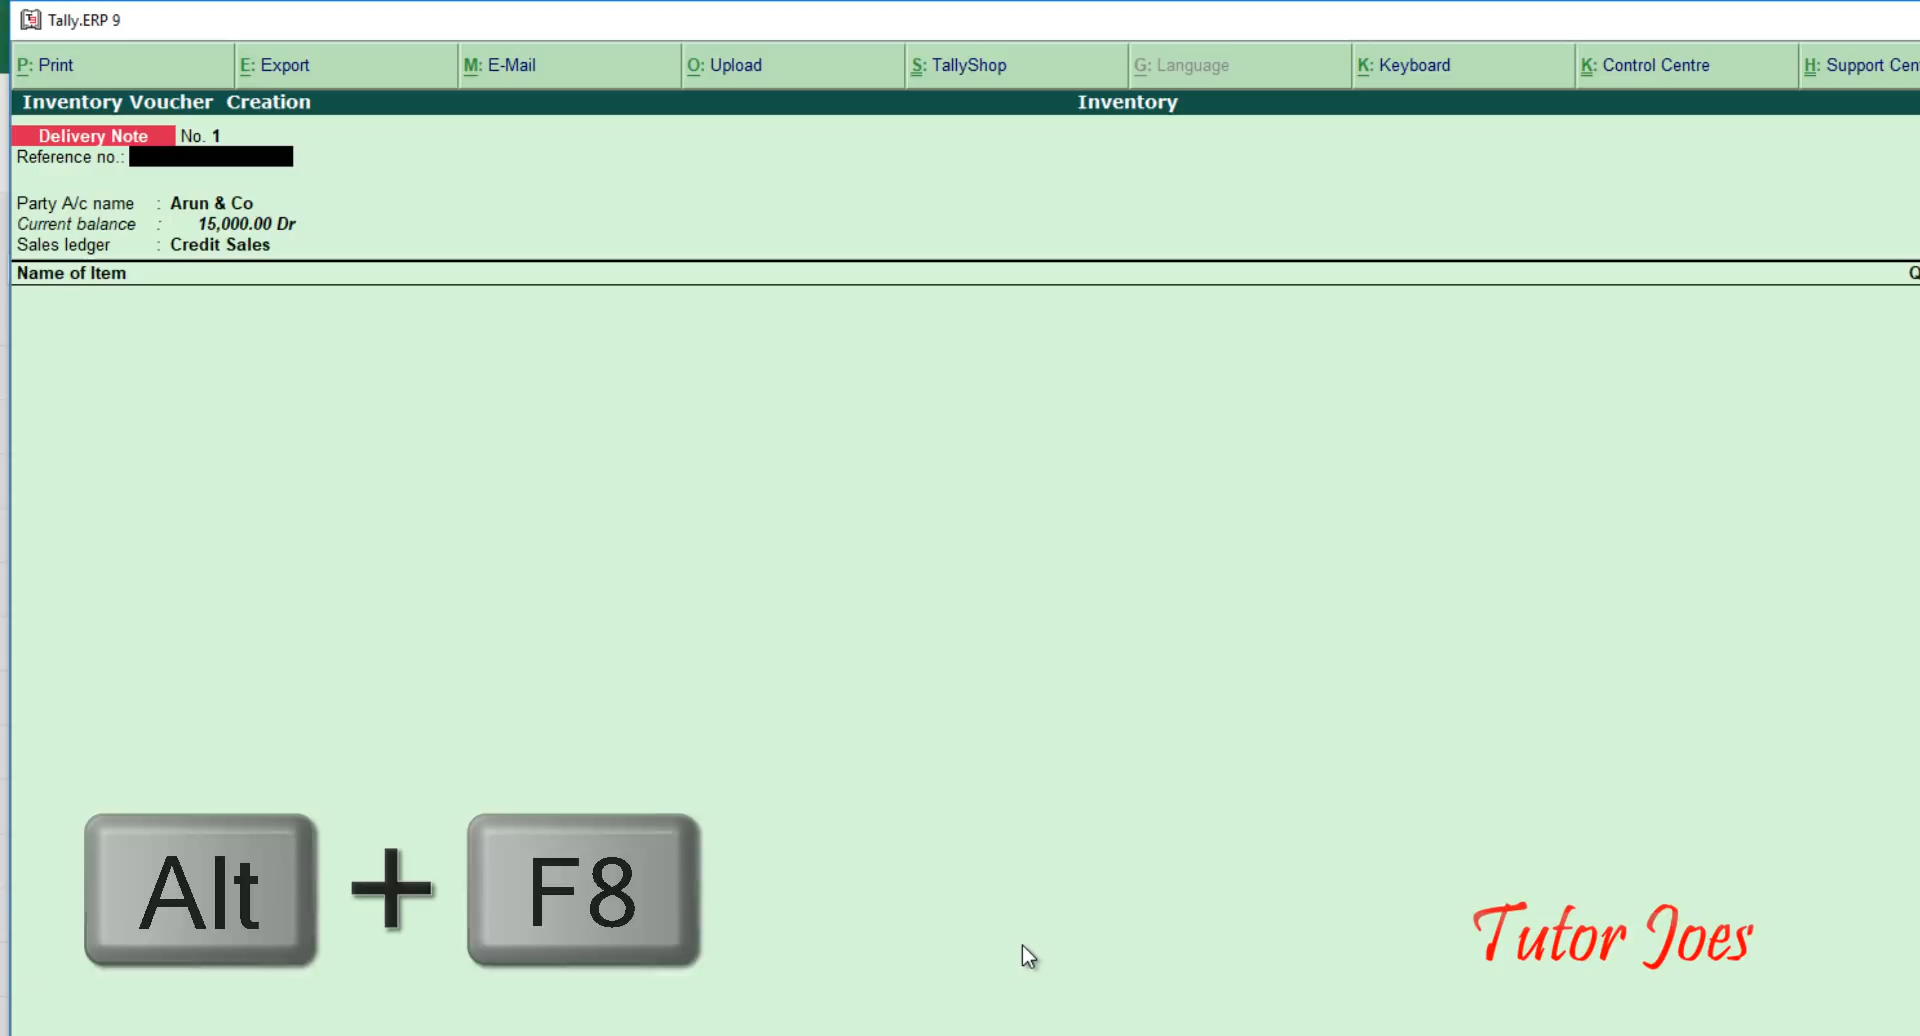 Tally.ERP 9
P: Print E: Export M: E-Mail O: Upload S: TallyShop G: Language K: Keyboard K: Control Centre H: Support Cen
Inventory Voucher Creation Inventory
Delivery Note No. 1
Reference no.:
Party A/c name : Arun & Co
Current balance : 15,000.00 Dr
Sales ledger : Credit Sales
Name of Item Q
Alt + F8
Tutor Joes